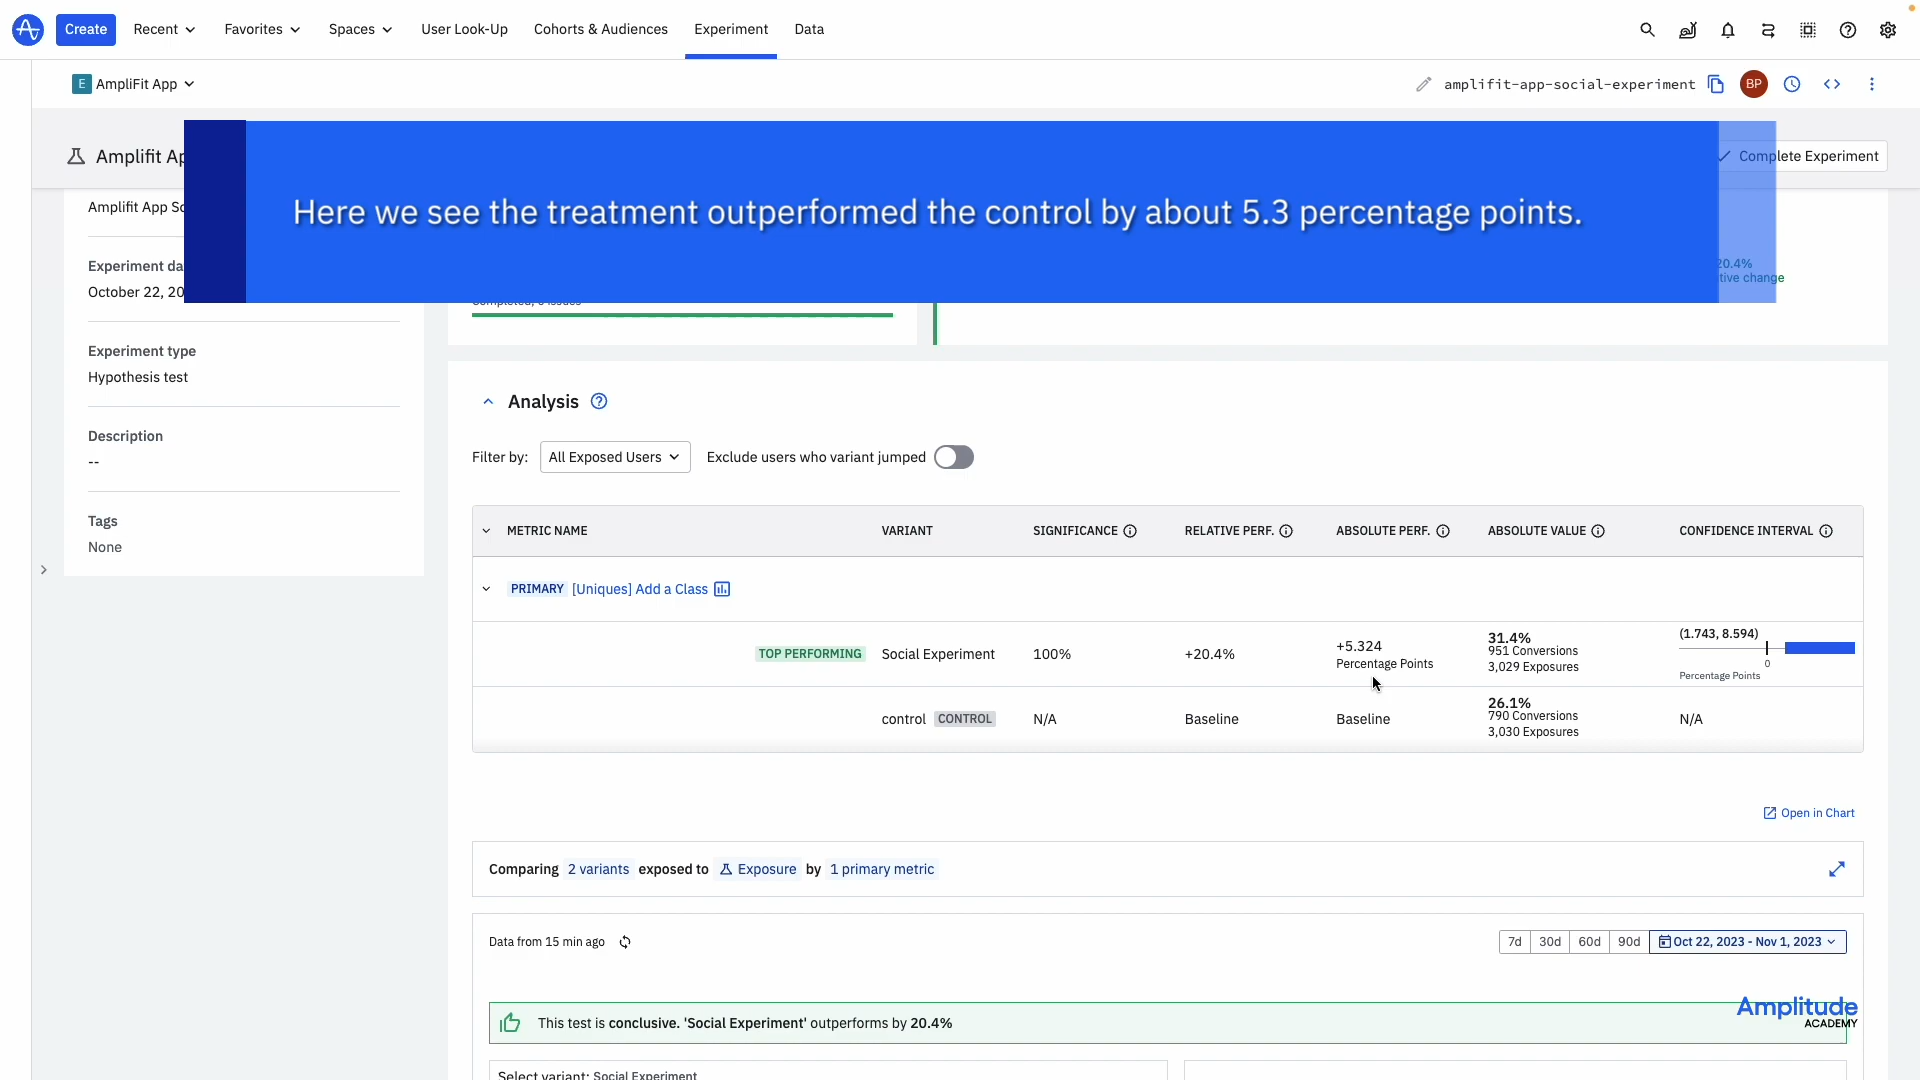 Create Recent Favorites Spaces User Look-Up Cohorts & Audiences Experiment Data
E AmpliFit App amplifit-app-social-experiment BP
Amplifit Ap
Complete Experiment
Here we see the treatment outperformed the control by about 5.3 percentage points.
Amplifit App So
Experiment da
October 22, 20
20.4%
tive change
Experiment type
Hypothesis test
Description
--
Tags
None
Analysis
Filter by: All Exposed Users Exclude users who variant jumped
METRIC NAME VARIANT SIGNIFICANCE RELATIVE PERF. ABSOLUTE PERF. ABSOLUTE VALUE CONFIDENCE INTERVAL
PRIMARY [Uniques] Add a Class
TOP PERFORMING Social Experiment 100% +20.4%
+5.324
Percentage Points
31.4%
951 Conversions
3,029 Exposures
(1.743, 8.594)
0
Percentage Points
control CONTROL N/A Baseline Baseline
26.1%
790 Conversions
3,030 Exposures
N/A
Open in Chart
Comparing 2 variants exposed to Exposure by 1 primary metric
Data from 15 min ago
7d 30d 60d 90d Oct 22, 2023 - Nov 1, 2023
This test is conclusive. 'Social Experiment' outperforms by 20.4%
Amplitude
ACADEMY
Select variant: Social Experiment